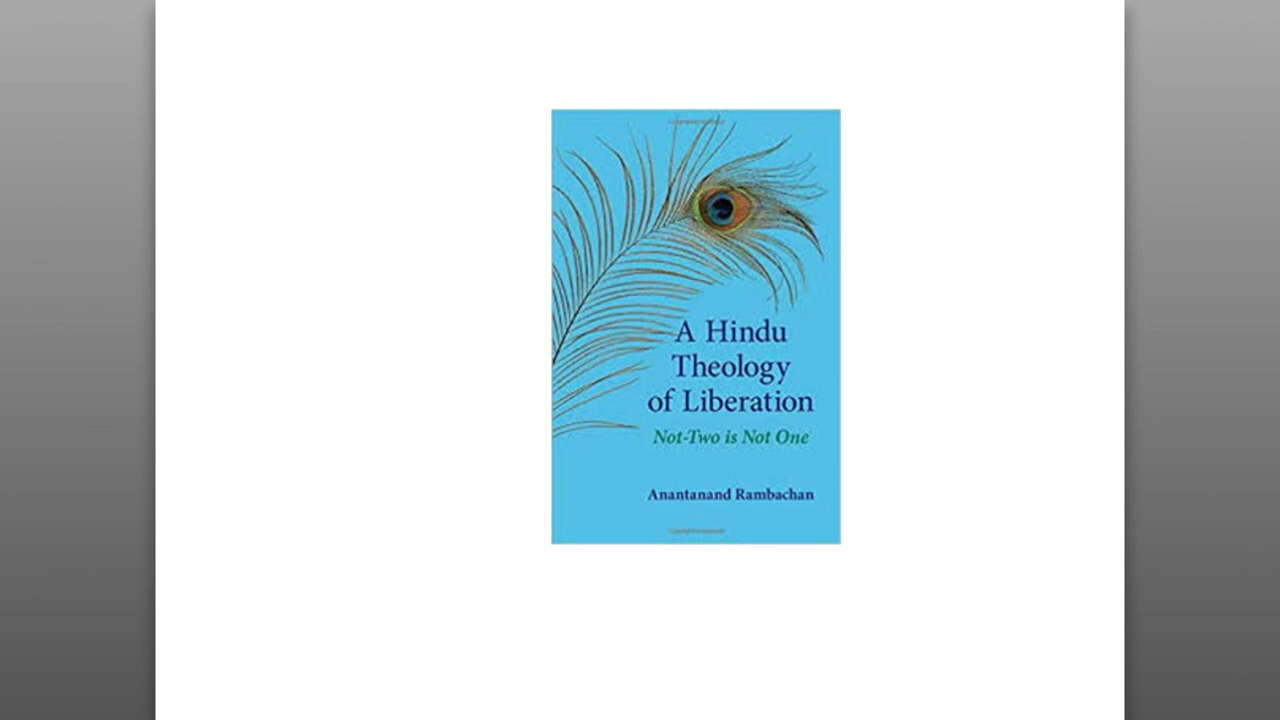 A Hindu
Theology
of Liberation
Not-Two is Not One
Anantanand Rambachan